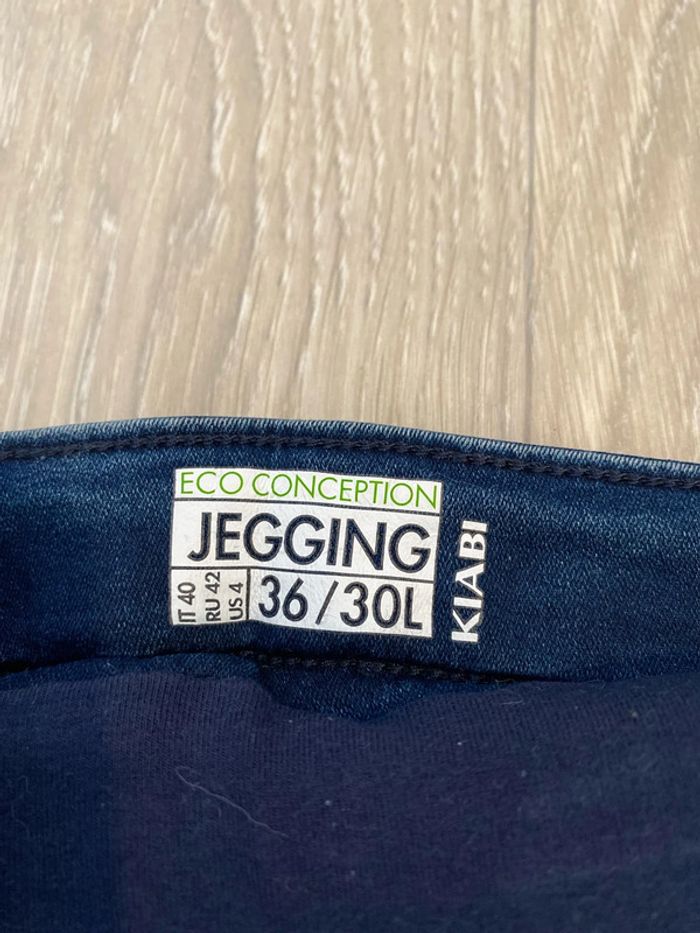 ECO CONCEPTION
JEGGING
IT 40
RU 42
US 4
36/30L
KIABI